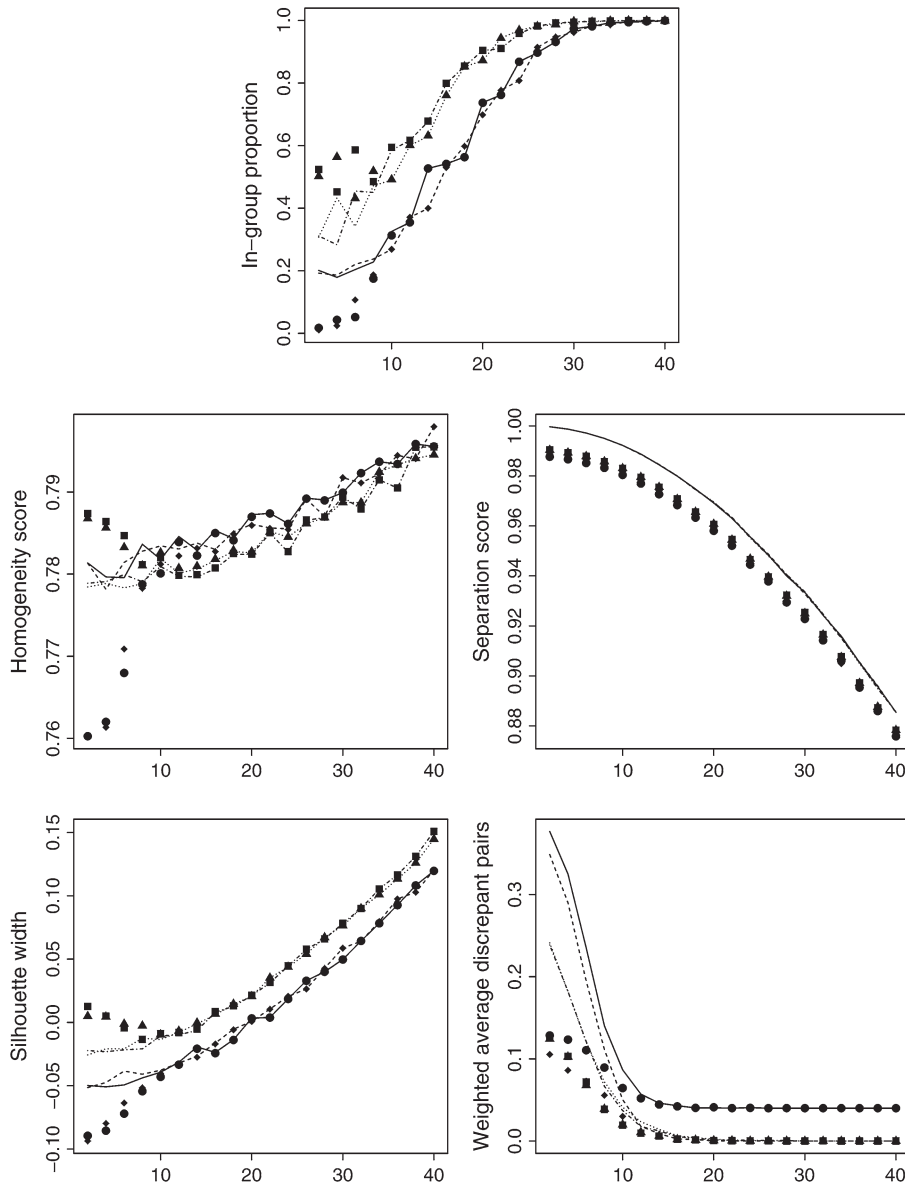 In−group proportion
0.0 0.2 0.4 0.6 0.8 1.0
10 20 30 40
Homogeneity score
0.76 0.77 0.78 0.79
10 20 30 40
Separation score
0.88 0.90 0.92 0.94 0.96 0.98 1.00
10 20 30 40
Silhouette width
−0.10 −0.05 0.00 0.05 0.10 0.15
10 20 30 40
Weighted average discrepant pairs
0.0 0.1 0.2 0.3
10 20 30 40